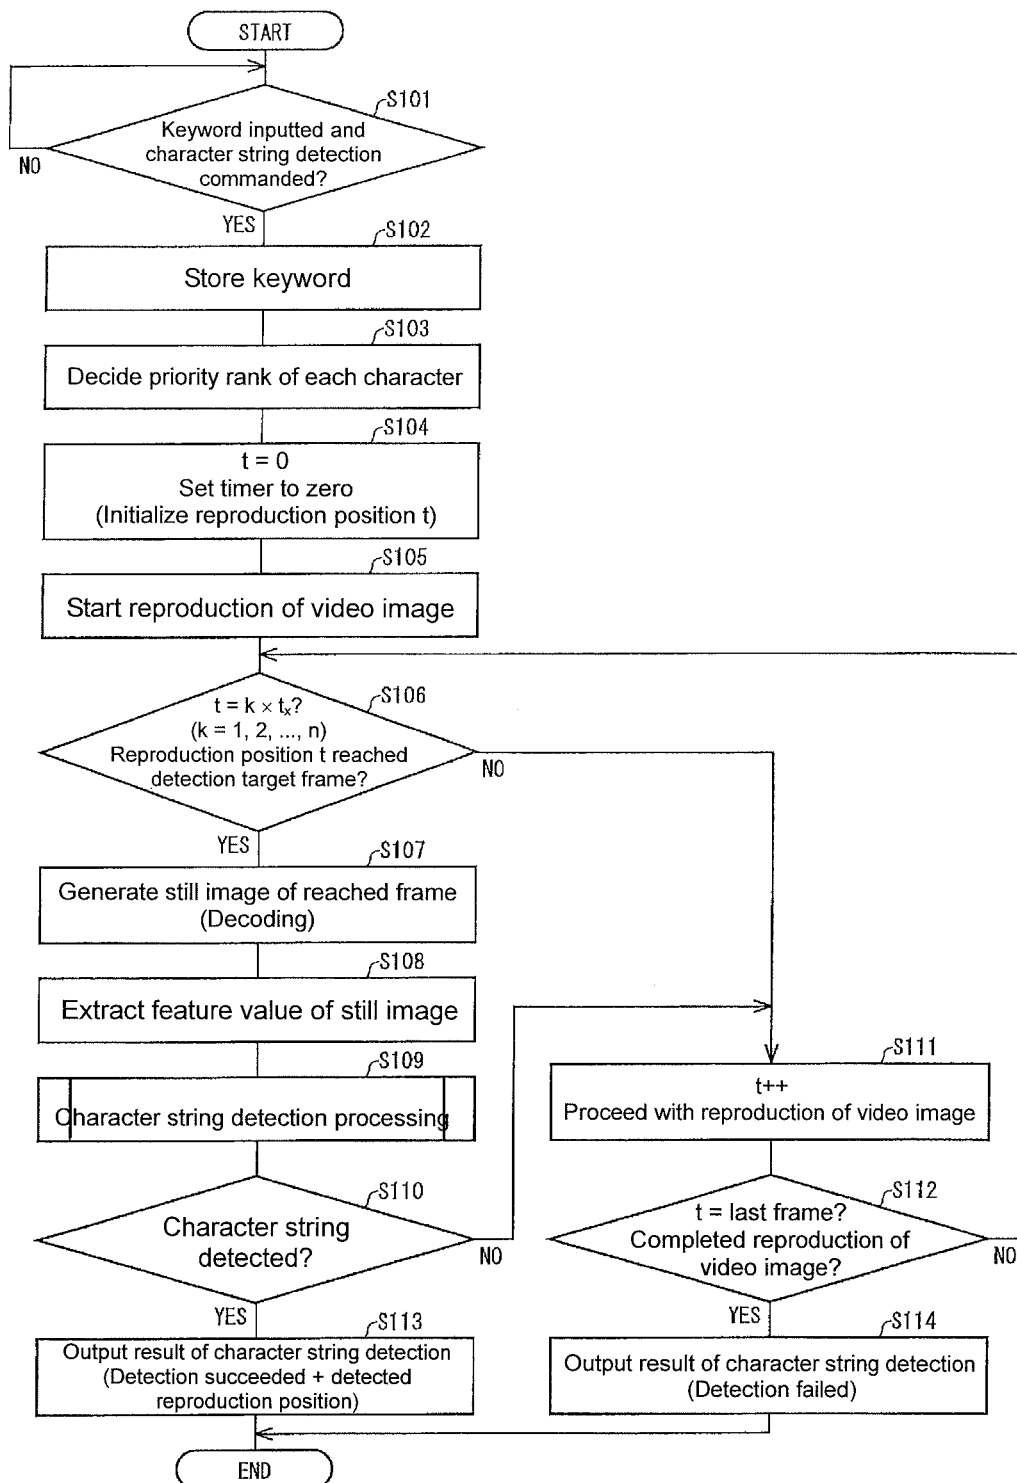 START
S101
Keyword inputted and
character string detection
commanded?
NO
YES
S102
Store keyword
S103
Decide priority rank of each character
S104
t = 0
Set timer to zero
(Initialize reproduction position t)
S105
Start reproduction of video image
S106
t = k × tx?
(k = 1, 2, ..., n)
Reproduction position t reached
detection target frame?
NO
YES
S107
Generate still image of reached frame
(Decoding)
S108
Extract feature value of still image
S109
Character string detection processing
S110
Character string
detected?
NO
YES
S111
t++
Proceed with reproduction of video image
S112
t = last frame?
Completed reproduction of
video image?
NO
YES
S113
Output result of character string detection
(Detection succeeded + detected
reproduction position)
S114
Output result of character string detection
(Detection failed)
END